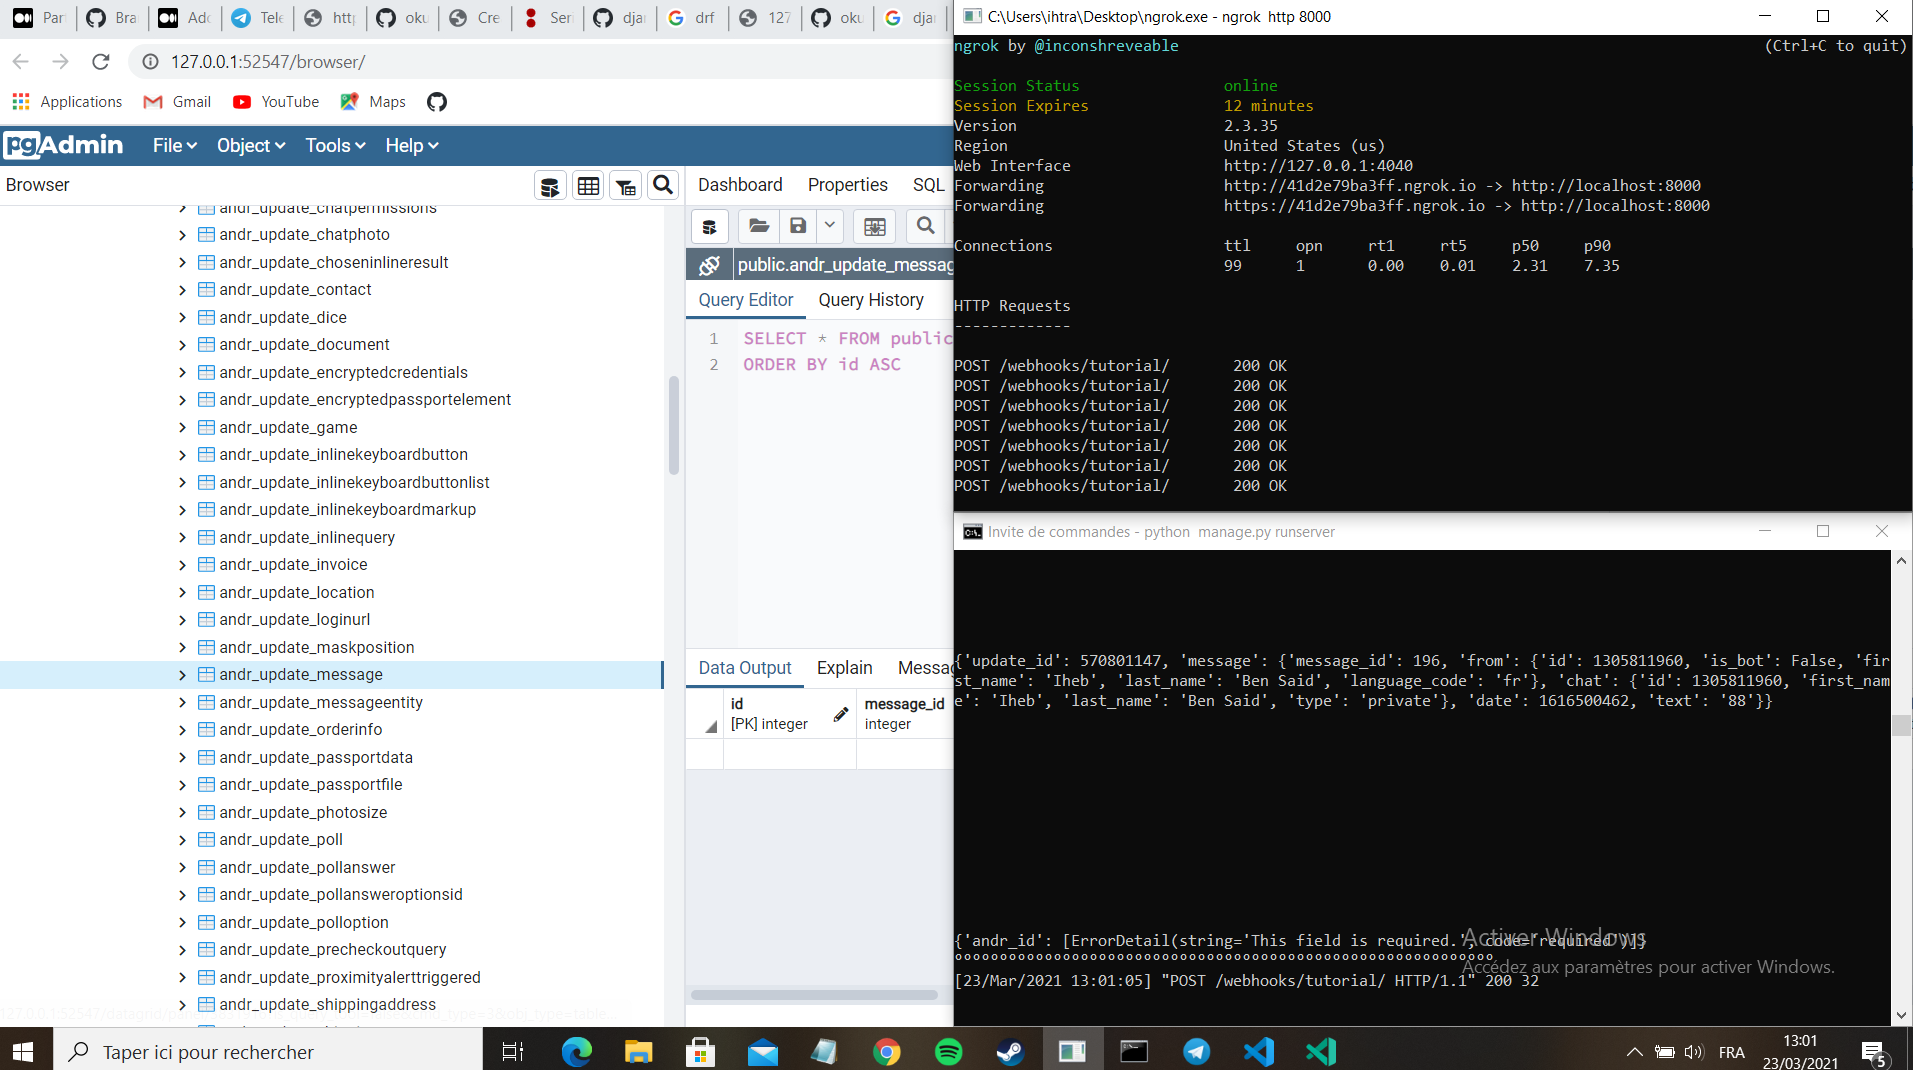 Par
Bra
Add
Tele
http
oku
Cre
Ser
djan
drf
127
oku
djan
127.0.0.1:52547/browser/
Applications
Gmail
YouTube
Maps
pgAdmin
File
Object
Tools
Help
Browser
andr_update_chatpermissions
andr_update_chatphoto
andr_update_choseninlineresult
andr_update_contact
andr_update_dice
andr_update_document
andr_update_encryptedcredentials
andr_update_encryptedpassportelement
andr_update_game
andr_update_inlinekeyboardbutton
andr_update_inlinekeyboardbuttonlist
andr_update_inlinekeyboardmarkup
andr_update_inlinequery
andr_update_invoice
andr_update_location
andr_update_loginurl
andr_update_maskposition
andr_update_message
andr_update_messageentity
andr_update_orderinfo
andr_update_passportdata
andr_update_passportfile
andr_update_photosize
andr_update_poll
andr_update_pollanswer
andr_update_pollansweroptionsid
andr_update_polloption
andr_update_precheckoutquery
andr_update_proximityalerttriggered
andr_update_shippingaddress
Dashboard
Properties
SQL
public.andr_update_messag
Query Editor
Query History
1 SELECT * FROM public
2 ORDER BY id ASC
Data Output
Explain
Messag
id
[PK] integer
message_id
integer
C:\Users\ihtra\Desktop\ngrok.exe - ngrok http 8000
ngrok by @inconshreveable (Ctrl+C to quit)
Session Status online
Session Expires 12 minutes
Version 2.3.35
Region United States (us)
Web Interface http://127.0.0.1:4040
Forwarding http://41d2e79ba3ff.ngrok.io -> http://localhost:8000
Forwarding https://41d2e79ba3ff.ngrok.io -> http://localhost:8000
Connections ttl opn rt1 rt5 p50 p90
99 1 0.00 0.01 2.31 7.35
HTTP Requests
-------------
POST /webhooks/tutorial/ 200 OK
POST /webhooks/tutorial/ 200 OK
POST /webhooks/tutorial/ 200 OK
POST /webhooks/tutorial/ 200 OK
POST /webhooks/tutorial/ 200 OK
POST /webhooks/tutorial/ 200 OK
POST /webhooks/tutorial/ 200 OK
Invite de commandes - python manage.py runserver
{'update_id': 570801147, 'message': {'message_id': 196, 'from': {'id': 1305811960, 'is_bot': False, 'fir
st_name': 'Iheb', 'last_name': 'Ben Said', 'language_code': 'fr'}, 'chat': {'id': 1305811960, 'first_nam
e': 'Iheb', 'last_name': 'Ben Said', 'type': 'private'}, 'date': 1616500462, 'text': '88'}}
{'andr_id': [ErrorDetail(string='This field is required.', code='required')]}
°°°°°°°°°°°°°°°°°°°°°°°°°°°°°°°°°°°°°°°°°°°°°°°°°°°°°°°°°°°°
[23/Mar/2021 13:01:05] "POST /webhooks/tutorial/ HTTP/1.1" 200 32
Activer Windows
Accédez aux paramètres pour activer Windows.
Taper ici pour rechercher
FRA
13:01
23/03/2021
5